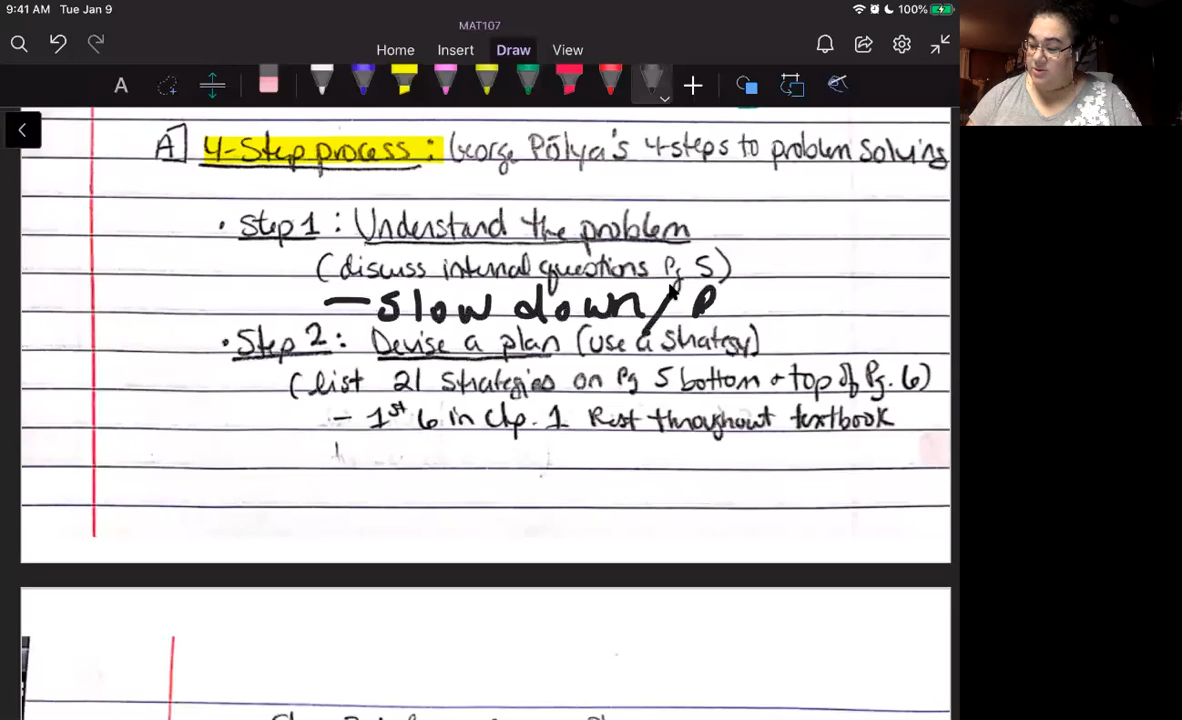 9:41 AM Tue Jan 9
100%
MAT107
Home Insert Draw View
A
A] 4-Step process: George Pōlya's 4-steps to problem solving
• Step 1: Understand the problem
(discuss internal questions Pg 5)
- slow down / P
• Step 2: Devise a plan (use a strategy)
(list 21 strategies on Pg 5 bottom + top of Pg. 6)
- 1st 6 in Chp. 1 Rest throughout textbook